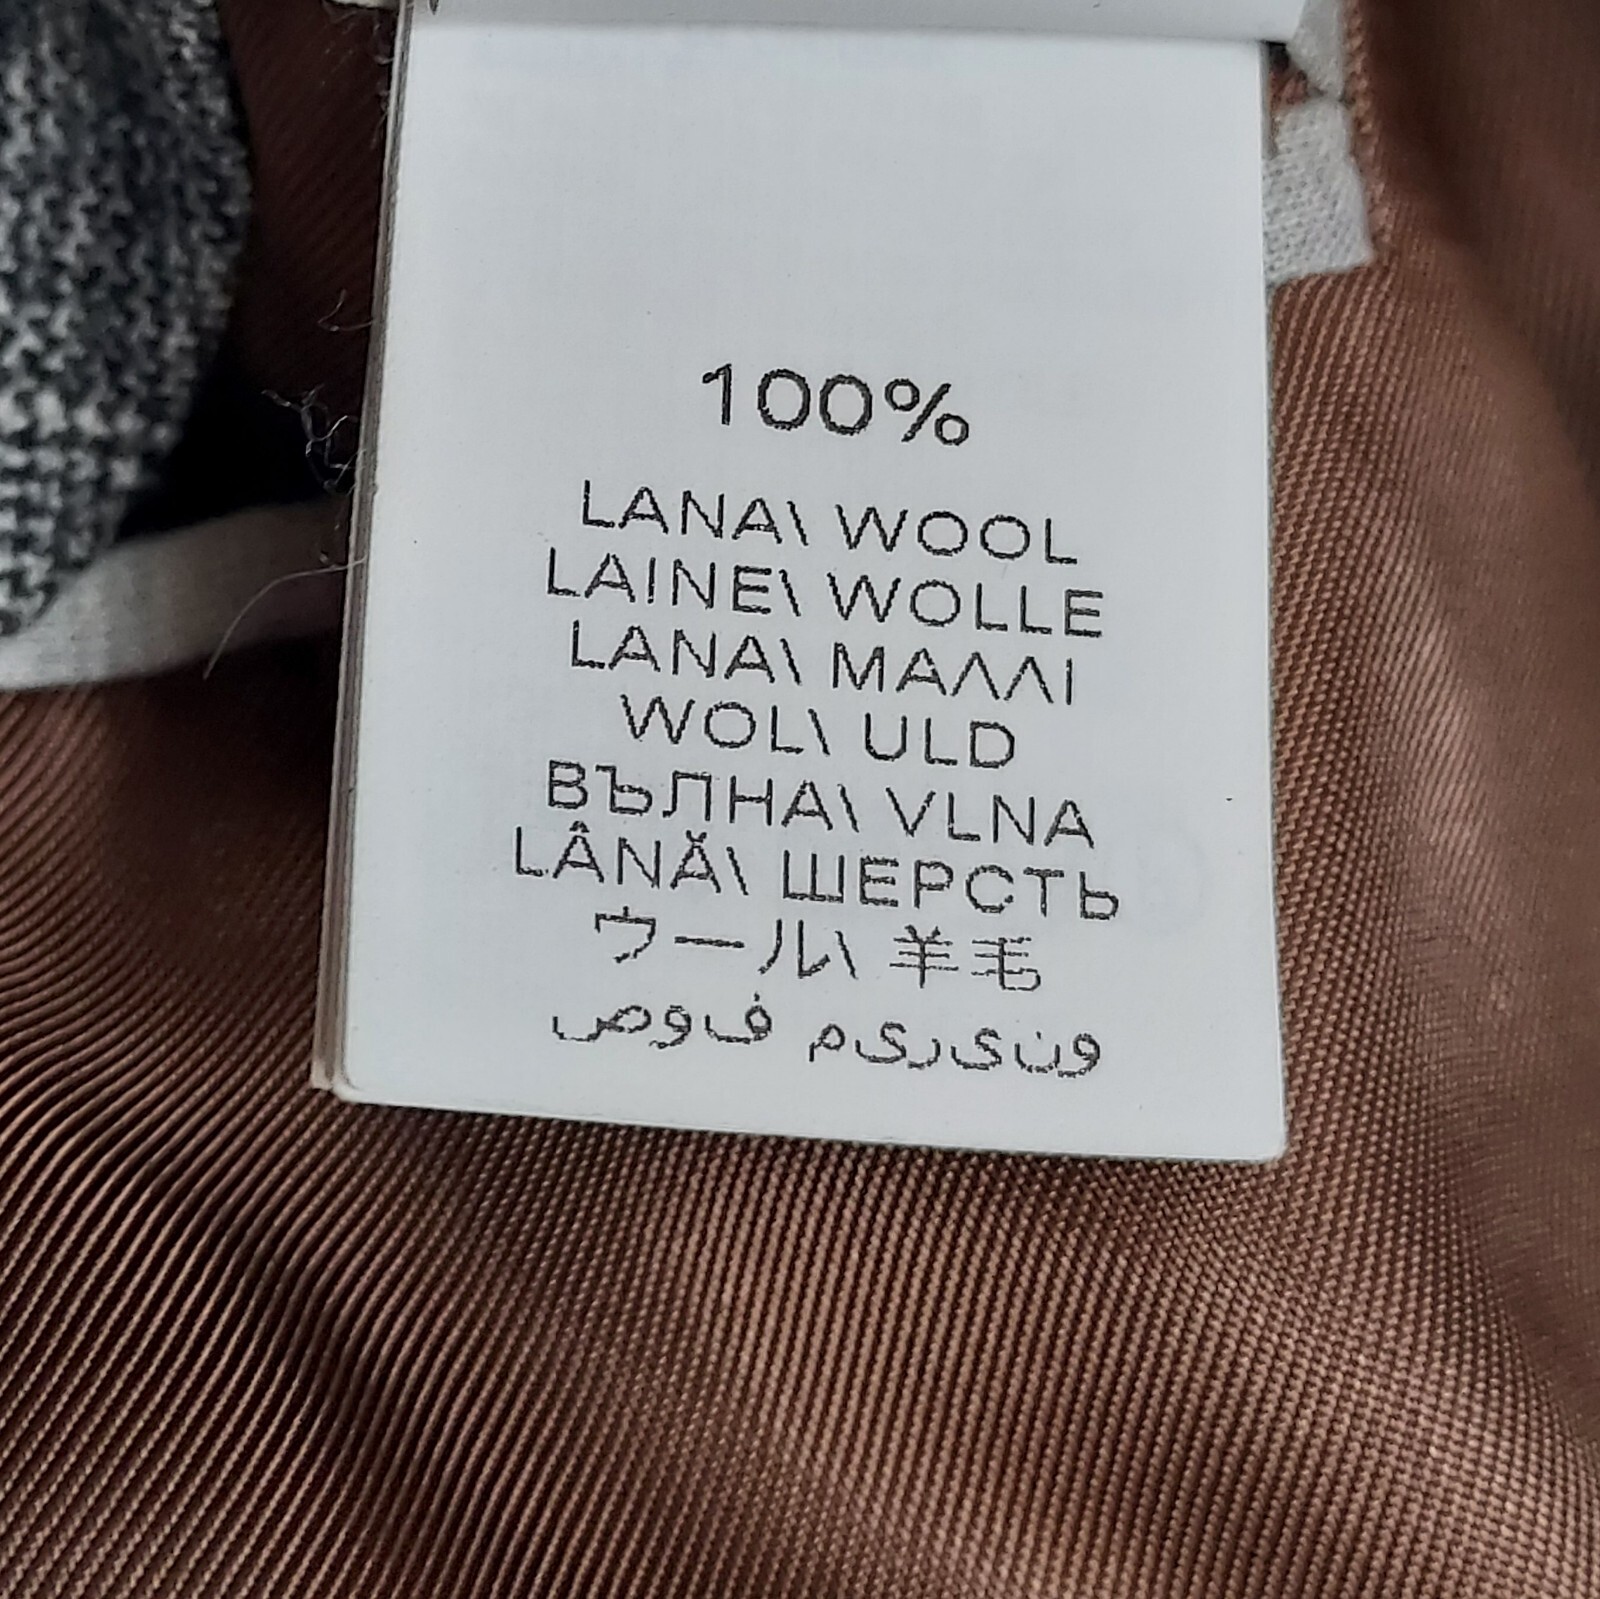 100%
LANA\ WOOL
LAINE\ WOLLE
LANA\ ΜΑΛΛΙ
WOL\ ULD
ВЪЛНА\ VLNA
LÂNĂ\ ШЕРСТЬ
ウール\ 羊毛
ﺹﻭﻑ ﻡﻯﺭﻯﻥﻭ